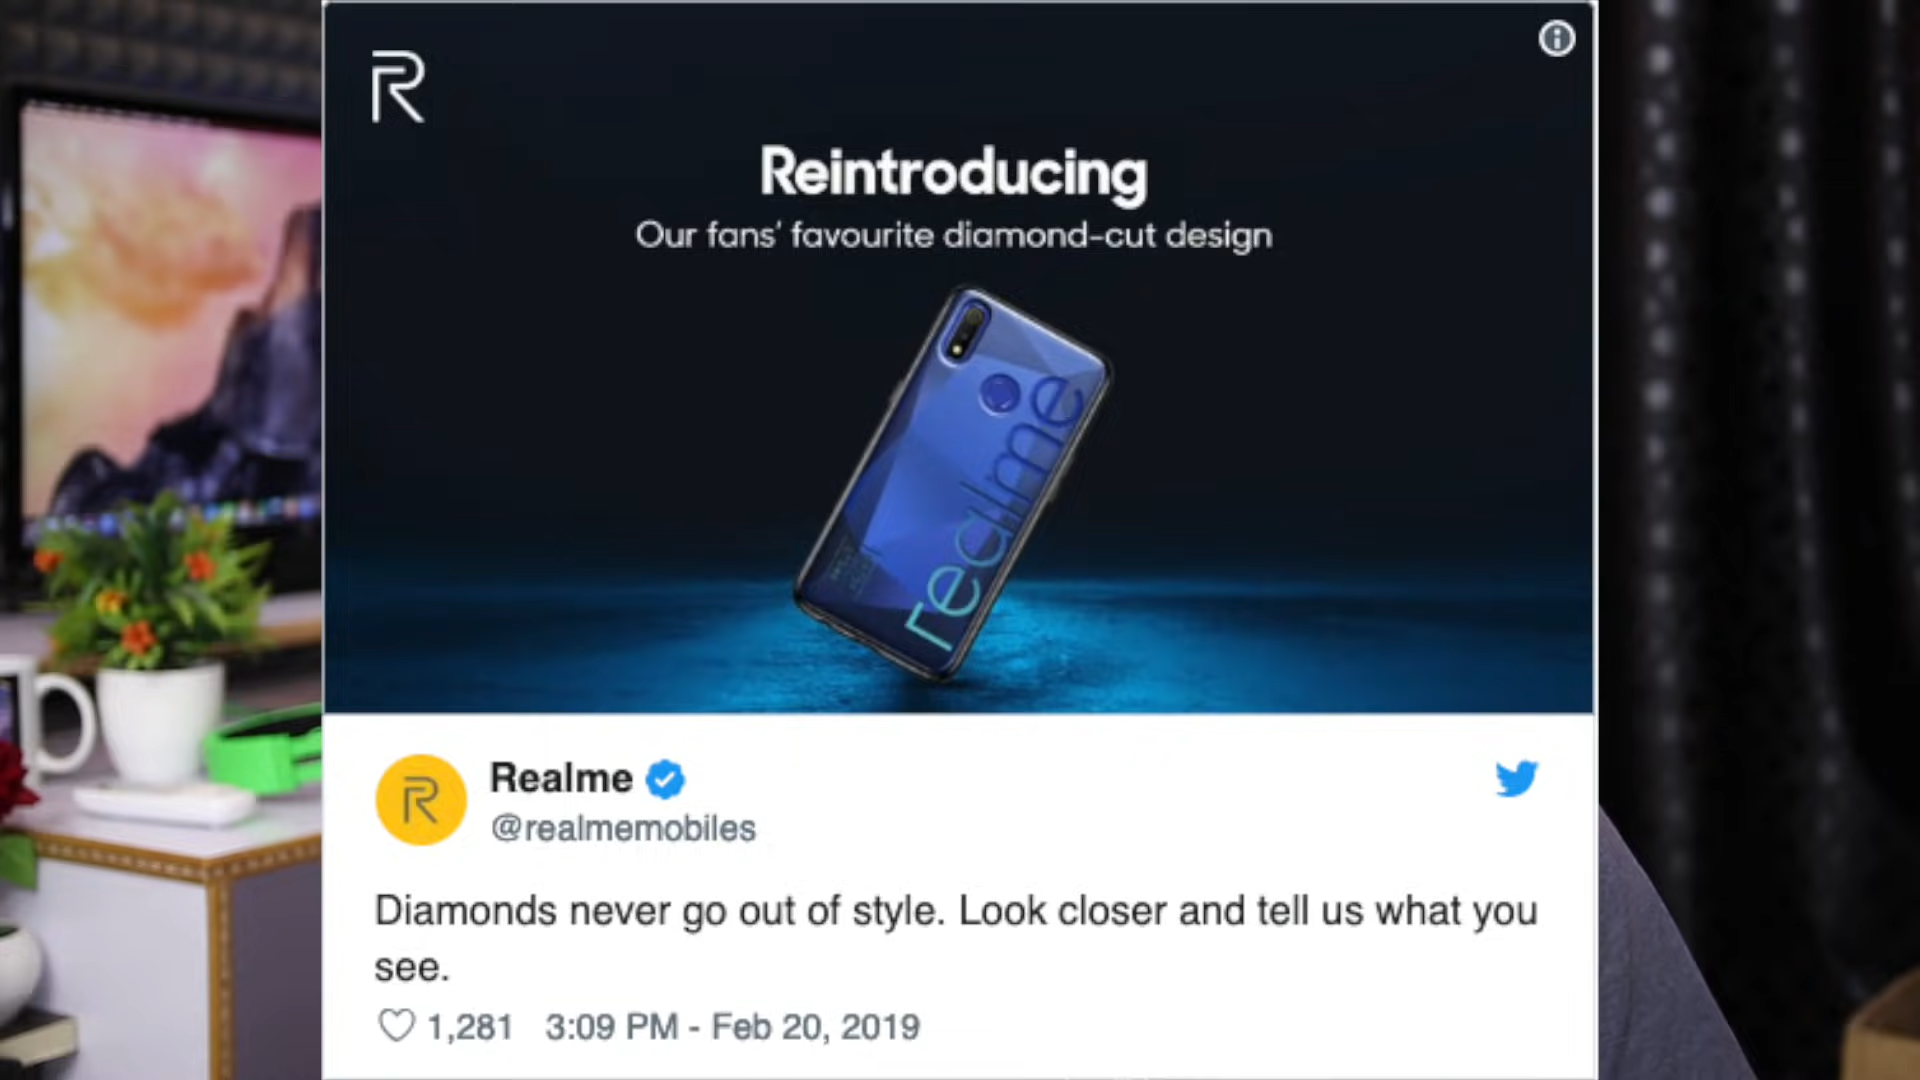 R
Reintroducing
Our fans' favourite diamond-cut design
realme
R
Realme
@realmemobiles
Diamonds never go out of style. Look closer and tell us what you
see.
1,281 3:09 PM - Feb 20, 2019